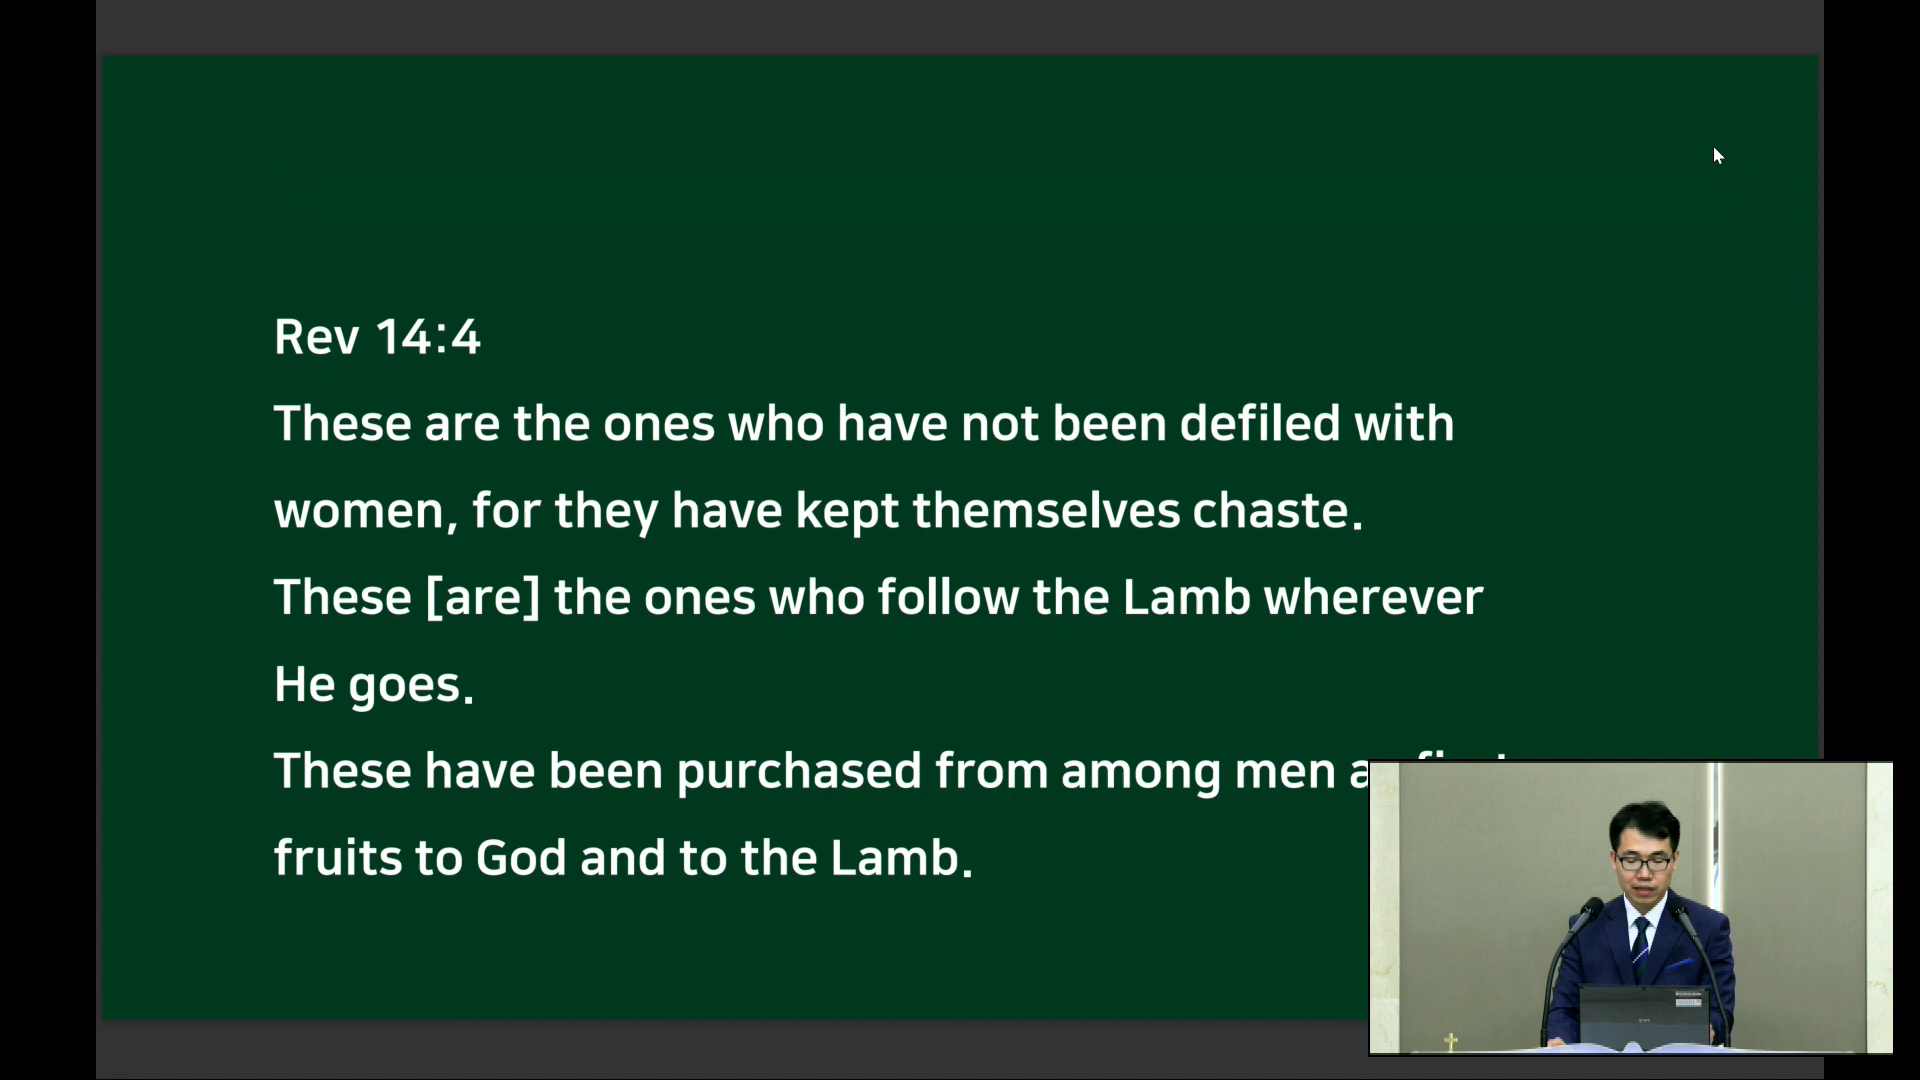 Rev 14:4
These are the ones who have not been defiled with
women, for they have kept themselves chaste.
These [are] the ones who follow the Lamb wherever
He goes.
These have been purchased from among men
fruits to God and to the Lamb.